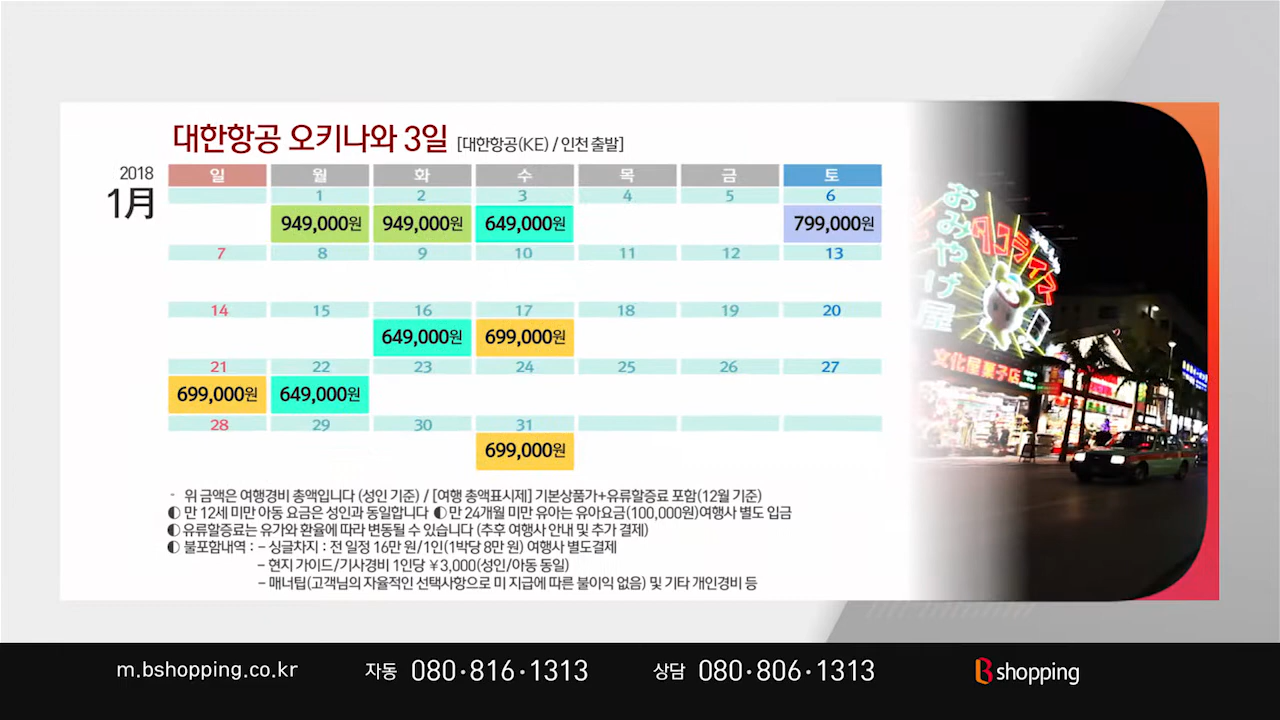 대한항공 오키나와 3일 [대한항공(KE) / 인천 출발]
2018
1月
일 월 화 수 목 금 토
1 2 3 4 5 6
949,000원 949,000원 649,000원 799,000원
7 8 9 10 11 12 13
14 15 16 17 18 19 20
649,000원 699,000원
21 22 23 24 25 26 27
699,000원 649,000원
28 29 30 31
699,000원
- 위 금액은 여행경비 총액입니다 (성인 기준) / [여행 총액표시제] 기본상품가+유류할증료 포함(12월 기준)
◐ 만 12세 미만 아동 요금은 성인과 동일합니다 ◐ 만 24개월 미만 유아는 유아요금(100,000원)여행사 별도 입금
◐ 유류할증료는 유가와 환율에 따라 변동될 수 있습니다 (추후 여행사 안내 및 추가 결제)
◐ 불포함내역 : – 싱글차지 : 전 일정 16만 원/1인(1박당 8만 원) 여행사 별도결제
– 현지 가이드/기사경비 1인당 ¥3,000(성인/아동 동일)
– 매너팁(고객님의 자율적인 선택사항으로 미 지급에 따른 불이익 없음) 및 기타 개인경비 등
おみやげ屋
タコライス
文化屋菓子店
m.bshopping.co.kr 자동 080·816·1313 상담 080·806·1313 B shopping